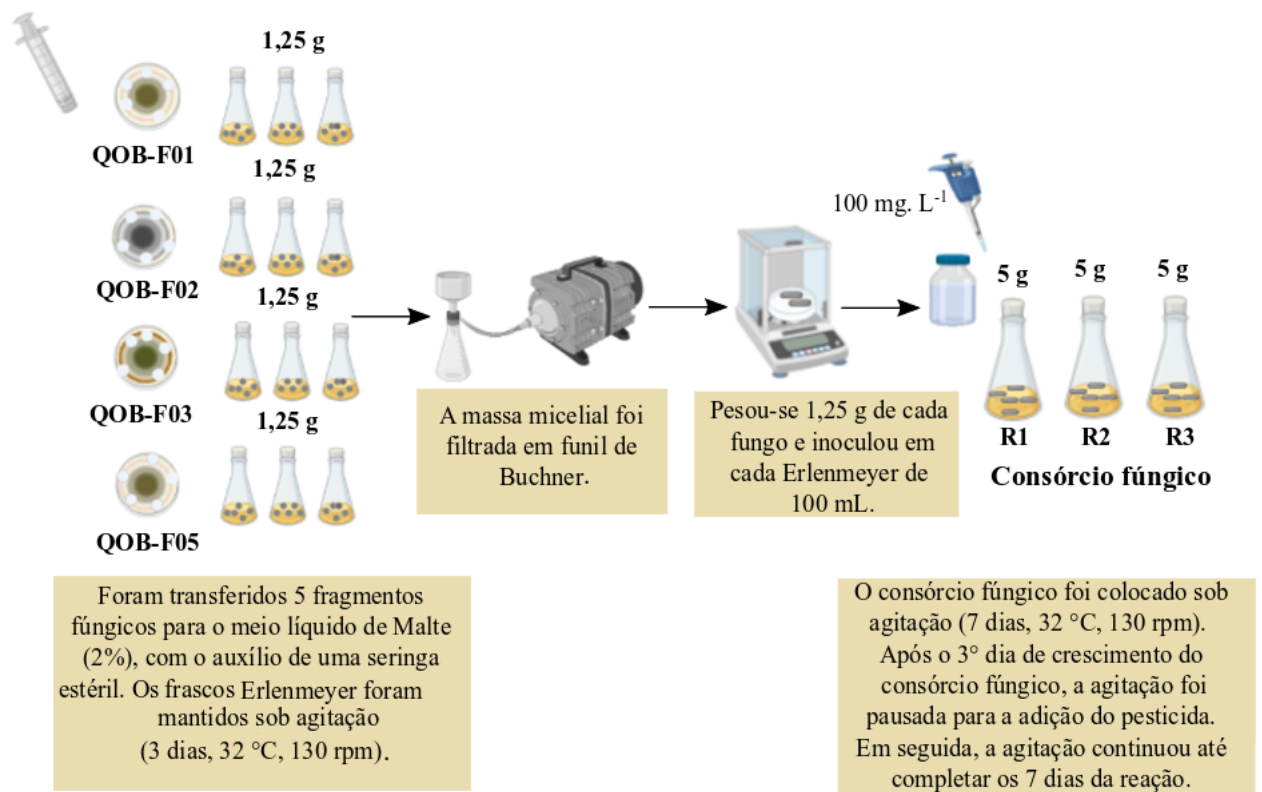 1,25 g
QOB-F01
1,25 g
QOB-F02
1,25 g
QOB-F03
1,25 g
QOB-F05
Foram transferidos 5 fragmentos
fúngicos para o meio líquido de Malte
(2%), com o auxílio de uma seringa
estéril. Os frascos Erlenmeyer foram
mantidos sob agitação
(3 dias, 32 °C, 130 rpm).
A massa micelial foi
filtrada em funil de
Buchner.
Pesou-se 1,25 g de cada
fungo e inoculou em
cada Erlenmeyer de
100 mL.
100 mg. L⁻¹
5 g 5 g 5 g
R1 R2 R3
Consórcio fúngico
O consórcio fúngico foi colocado sob
agitação (7 dias, 32 °C, 130 rpm).
Após o 3° dia de crescimento do
consórcio fúngico, a agitação foi
pausada para a adição do pesticida.
Em seguida, a agitação continuou até
completar os 7 dias da reação.